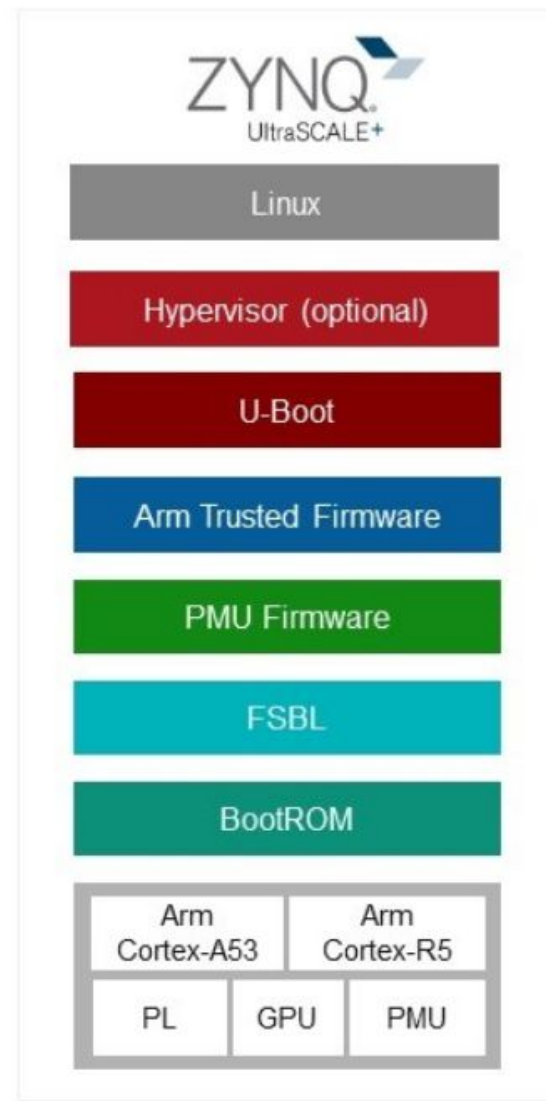 ZYNQ
UltraSCALE+
Linux
Hypervisor (optional)
U-Boot
Arm Trusted Firmware
PMU Firmware
FSBL
BootROM
Arm
Cortex-A53
Arm
Cortex-R5
PL
GPU
PMU